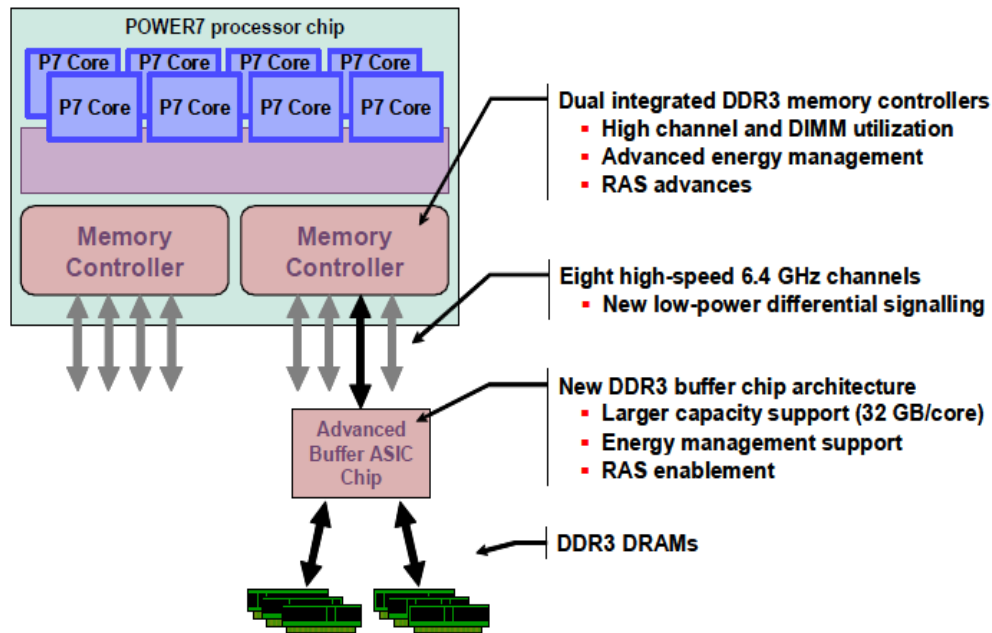 POWER7 processor chip
P7 Core P7 Core P7 Core P7 Core
P7 Core P7 Core P7 Core P7 Core
Memory
Controller
Memory
Controller
Advanced
Buffer ASIC
Chip
Dual integrated DDR3 memory controllers
▪ High channel and DIMM utilization
▪ Advanced energy management
▪ RAS advances
Eight high-speed 6.4 GHz channels
▪ New low-power differential signalling
New DDR3 buffer chip architecture
▪ Larger capacity support (32 GB/core)
▪ Energy management support
▪ RAS enablement
DDR3 DRAMs